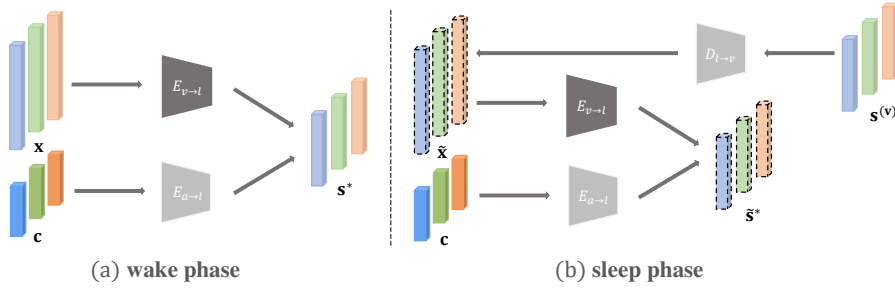 x
E_{v→l}
c
E_{a→l}
s*
(a) wake phase
D_{l→v}
s^{(v)}
x̃
E_{v→l}
c
E_{a→l}
s̃*
(b) sleep phase